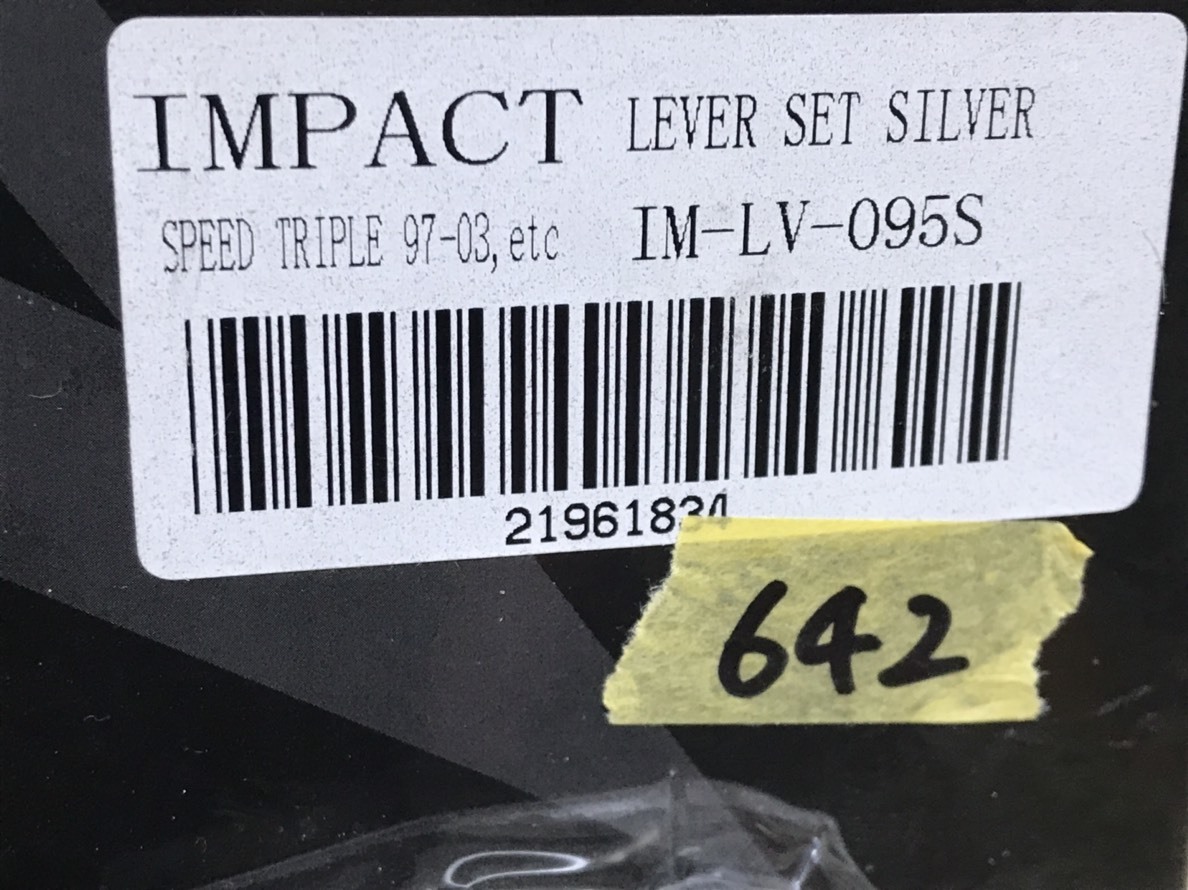 IMPACT LEVER SET SILVER
SPEED TRIPLE 97-03,etc IM-LV-095S
21961834
642